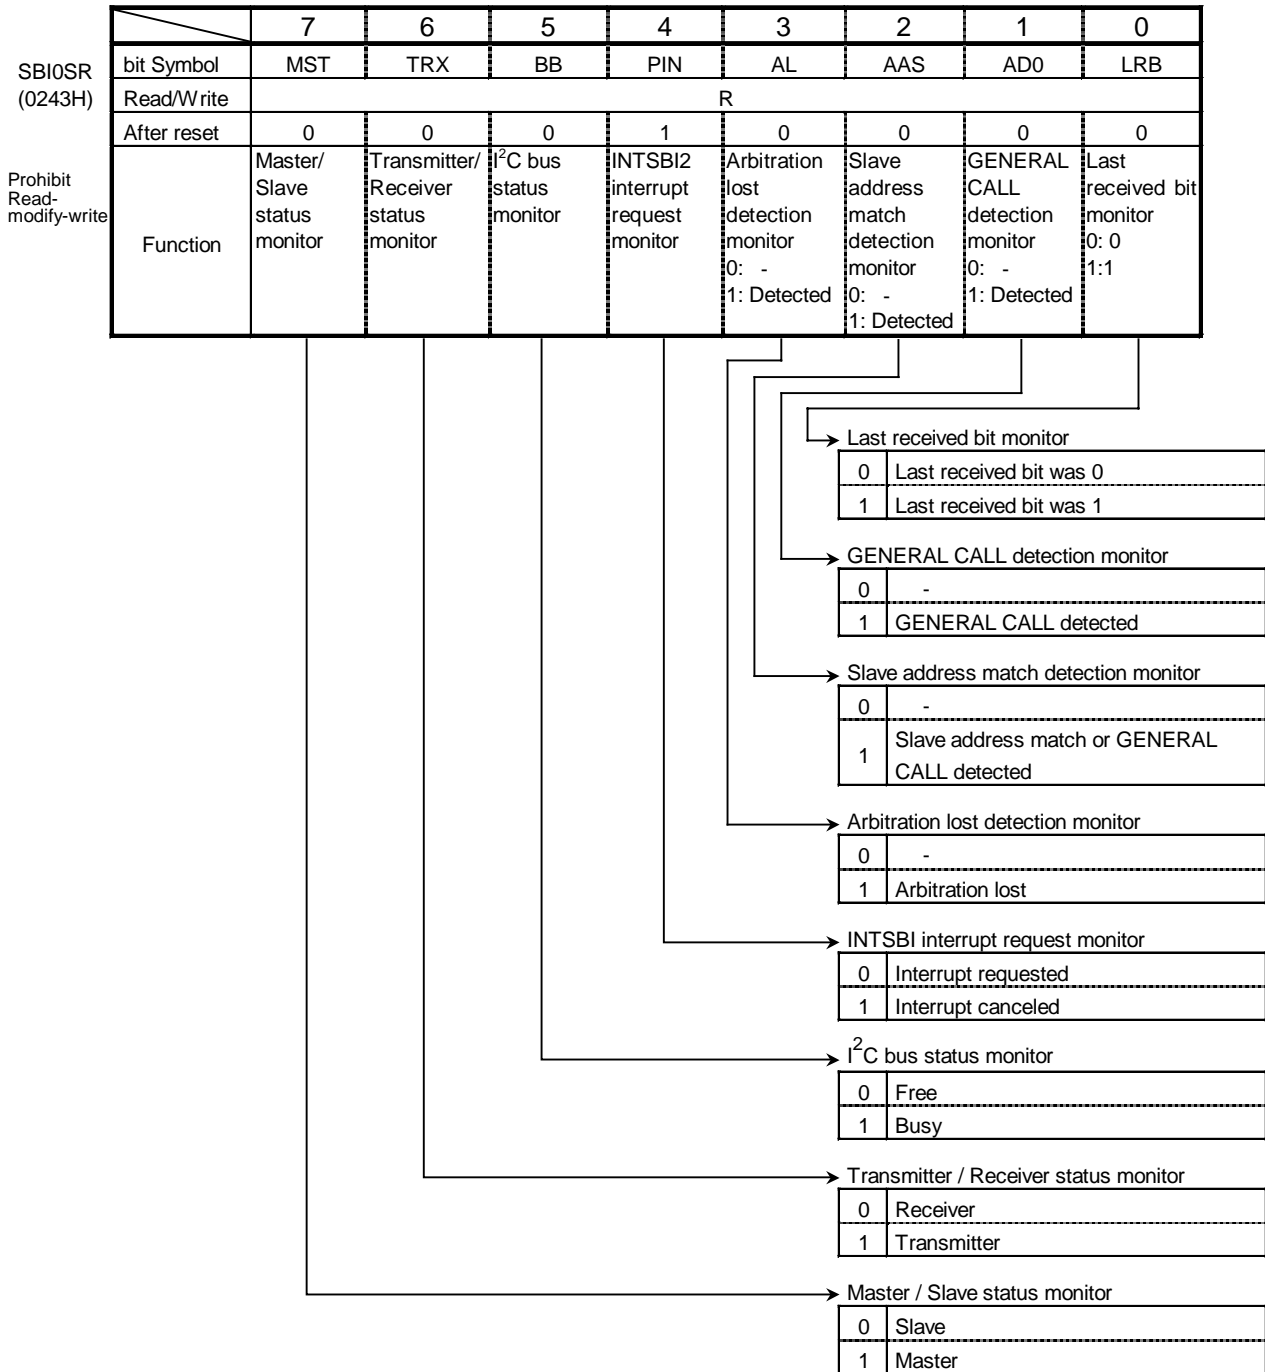 7 6 5 4 3 2 1 0
SBI0SR
(0243H)
bit Symbol MST TRX BB PIN AL AAS AD0 LRB
Read/Write R
After reset 0 0 0 1 0 0 0 0
Prohibit
Read-
modify-write
Function
Master/
Slave
status
monitor
Transmitter/
Receiver
status
monitor
I²C bus
status
monitor
INTSBI2
interrupt
request
monitor
Arbitration
lost
detection
monitor
0: -
1: Detected
Slave
address
match
detection
monitor
0: -
1: Detected
GENERAL
CALL
detection
monitor
0: -
1: Detected
Last
received bit
monitor
0: 0
1:1
Last received bit monitor
0 Last received bit was 0
1 Last received bit was 1
GENERAL CALL detection monitor
0 -
1 GENERAL CALL detected
Slave address match detection monitor
0 -
1 Slave address match or GENERAL
CALL detected
Arbitration lost detection monitor
0 -
1 Arbitration lost
INTSBI interrupt request monitor
0 Interrupt requested
1 Interrupt canceled
I²C bus status monitor
0 Free
1 Busy
Transmitter / Receiver status monitor
0 Receiver
1 Transmitter
Master / Slave status monitor
0 Slave
1 Master